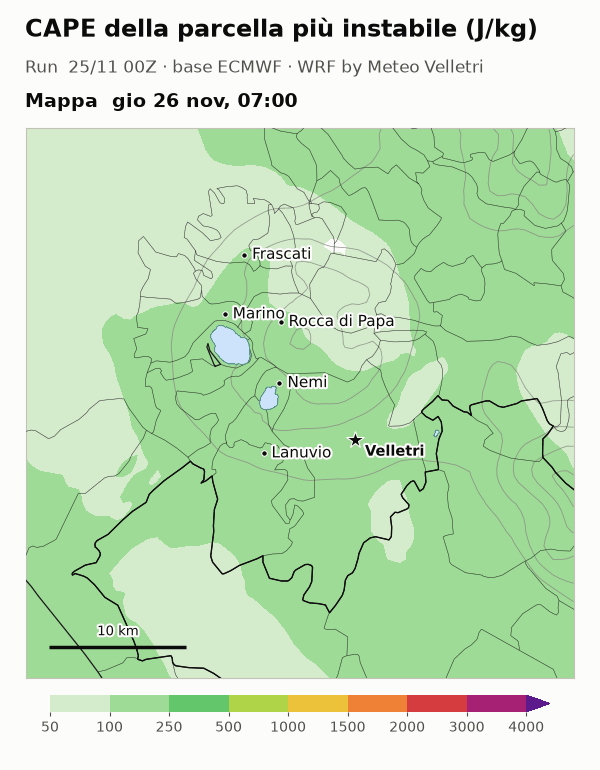 CAPE della parcella più instabile (J/kg)
Run  25/11 00Z · base ECMWF · WRF by Meteo Velletri
Mappa  gio 26 nov, 07:00
Frascati
Marino
Rocca di Papa
Nemi
Velletri
Lanuvio
10 km
50 100 250 500 1000 1500 2000 3000 4000